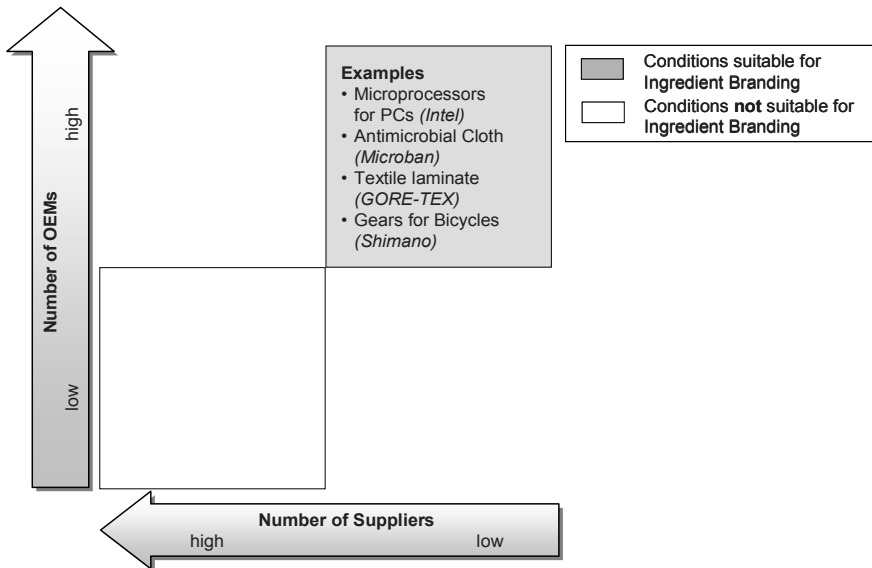 Number of OEMs
high
low
Examples
• Microprocessors
for PCs (Intel)
• Antimicrobial Cloth
(Microban)
• Textile laminate
(GORE-TEX)
• Gears for Bicycles
(Shimano)
Conditions suitable for
Ingredient Branding
Conditions not suitable for
Ingredient Branding
Number of Suppliers
high low